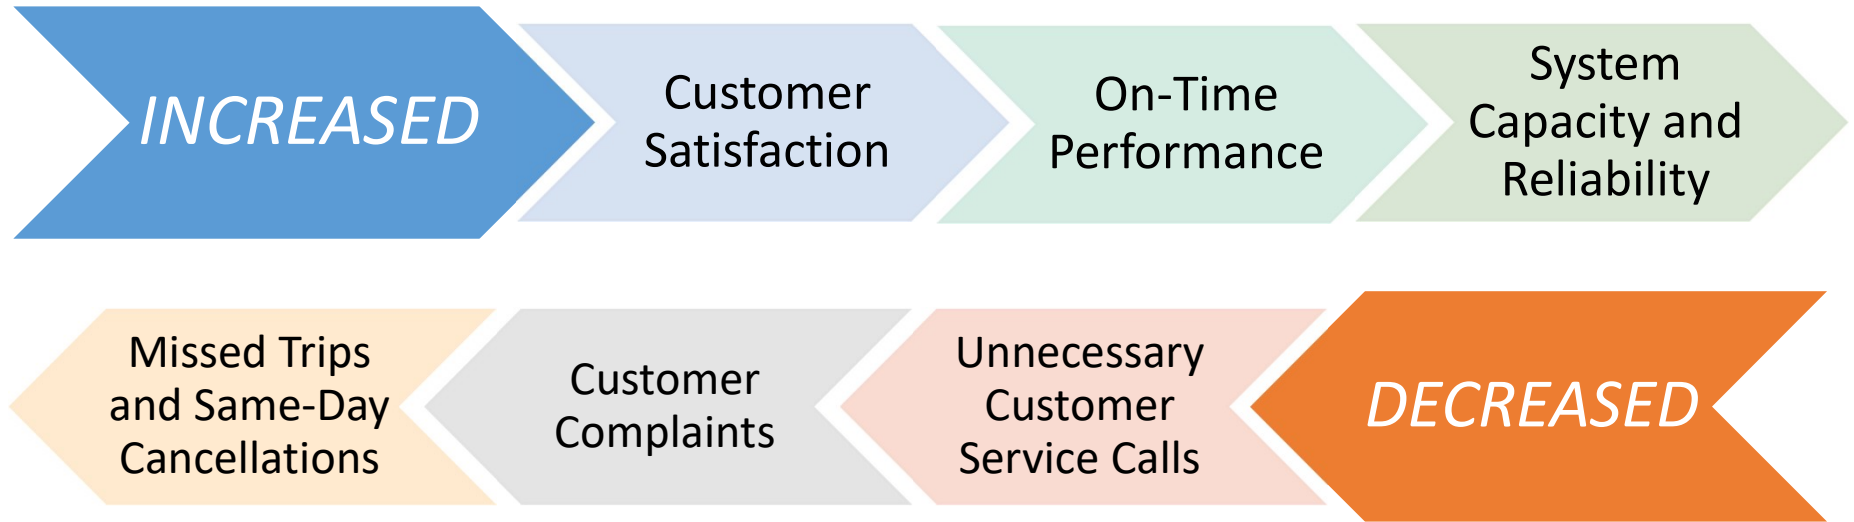 INCREASED
Customer
Satisfaction
On-Time
Performance
System
Capacity and
Reliability
Missed Trips
and Same-Day
Cancellations
Customer
Complaints
Unnecessary
Customer
Service Calls
DECREASED